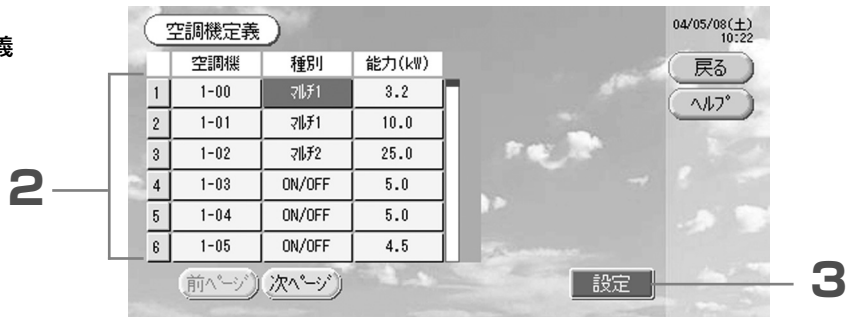 義
空調機定義
04/05/08(土)
10:22
戻る
ヘルプ
空調機 種別 能力(kW)
1 1-00 マルチ1 3.2
2 1-01 マルチ1 10.0
3 1-02 マルチ2 25.0
4 1-03 ON/OFF 5.0
5 1-04 ON/OFF 5.0
6 1-05 ON/OFF 4.5
2
前ページ 次ページ
設定
3